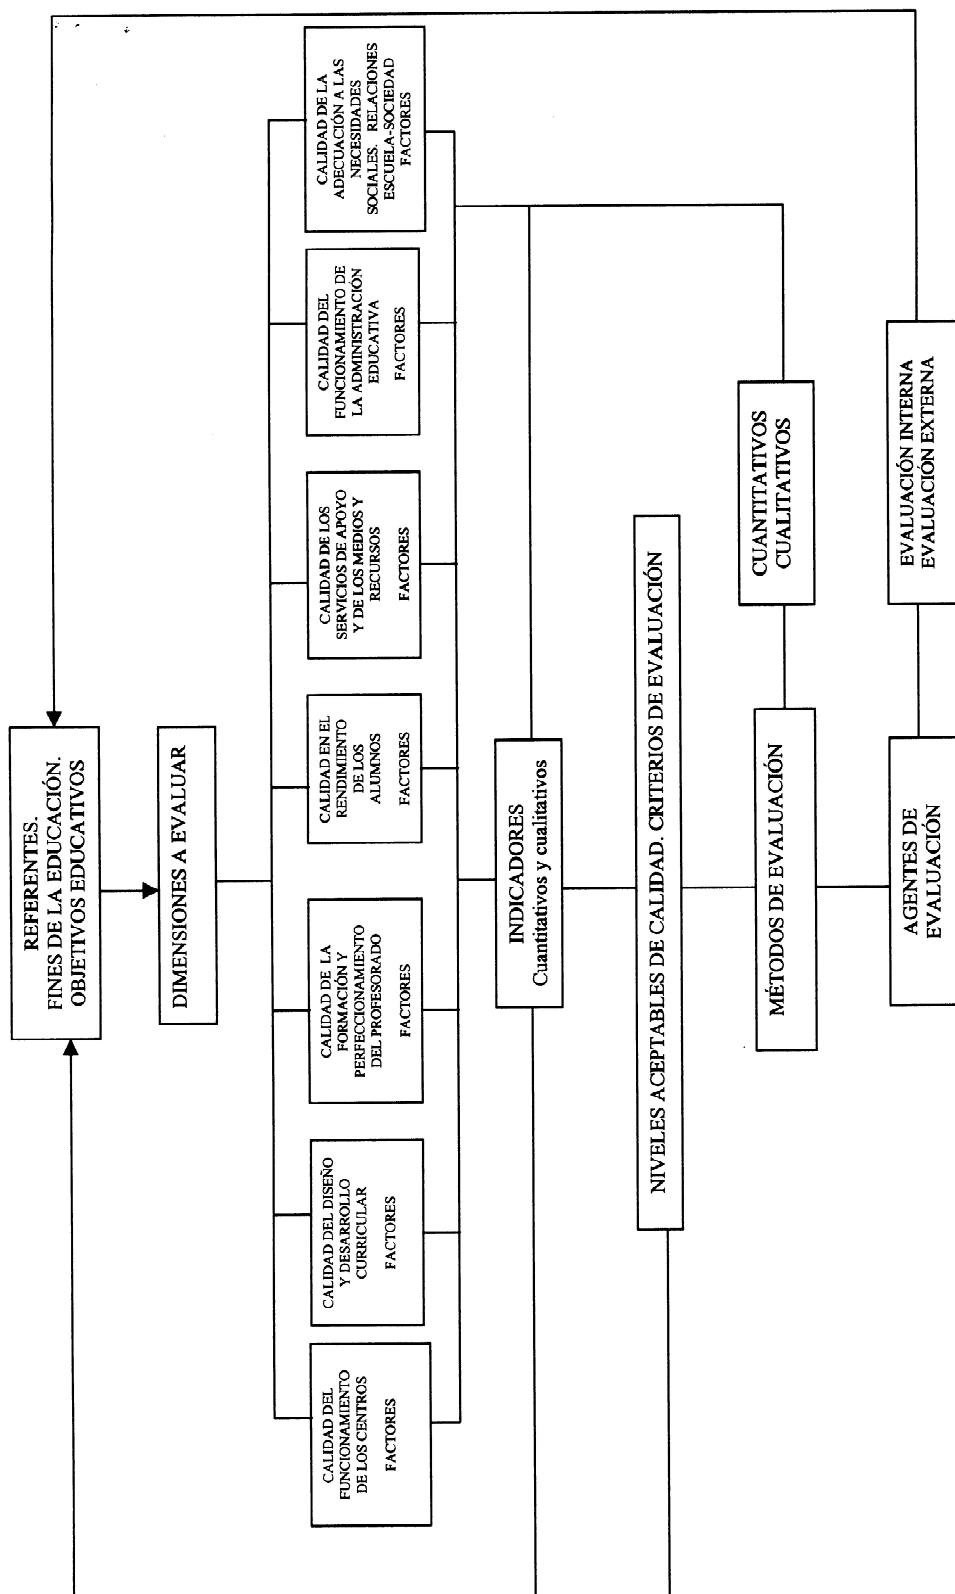 REFERENTES.
FINES DE LA EDUCACIÓN.
OBJETIVOS EDUCATIVOS
DIMENSIONES A EVALUAR
CALIDAD DEL
FUNCIONAMIENTO
DE LOS CENTROS
FACTORES
CALIDAD DEL DISEÑO
Y DESARROLLO
CURRICULAR
FACTORES
CALIDAD DE LA
FORMACIÓN Y
PERFECCIONAMIENTO
DEL PROFESORADO
FACTORES
CALIDAD EN EL
RENDIMIENTO
DE LOS
ALUMNOS
FACTORES
CALIDAD DE LOS
SERVICIOS DE APOYO
Y DE LOS MEDIOS Y
RECURSOS
FACTORES
CALIDAD DEL
FUNCIONAMIENTO DE
LA ADMINISTRACIÓN
EDUCATIVA
FACTORES
CALIDAD DE LA
ADECUACIÓN A LAS
NECESIDADES
SOCIALES. RELACIONES
ESCUELA-SOCIEDAD
FACTORES
INDICADORES
Cuantitativos y cualitativos
NIVELES ACEPTABLES DE CALIDAD. CRITERIOS DE EVALUACIÓN
MÉTODOS DE EVALUACIÓN
CUANTITATIVOS
CUALITATIVOS
AGENTES DE
EVALUACIÓN
EVALUACIÓN INTERNA
EVALUACIÓN EXTERNA